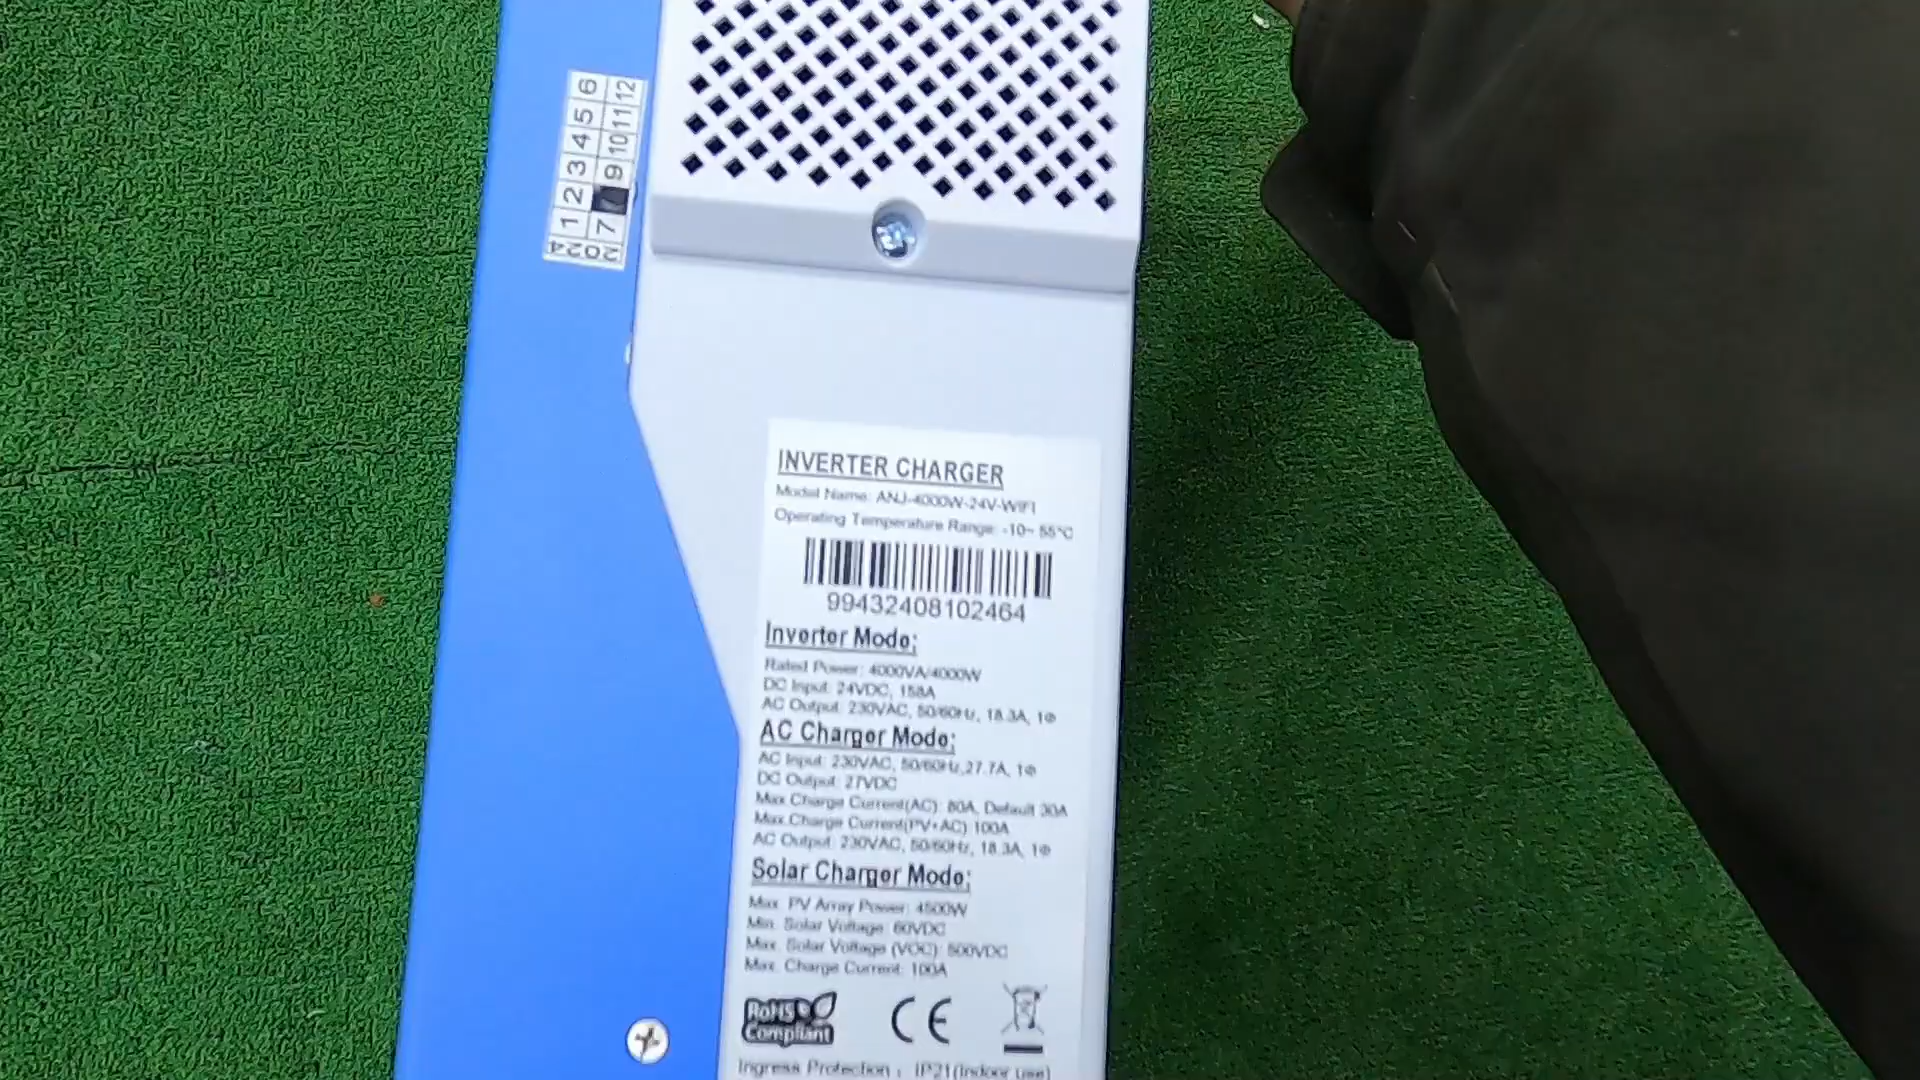 2024
1 2 3 4 5 6
7 9 10 11 12
INVERTER CHARGER
Model Name: ANJ-4000W-24V-WIFI
Operating Temperature Range: -10~ 55°C
99432408102464
Inverter Mode;
Rated Power: 4000VA/4000W
DC Input: 24VDC, 158A
AC Output: 230VAC, 50/60Hz, 18.3A, 1Φ
AC Charger Mode;
AC Input: 230VAC, 50/60Hz,27.7A, 1Φ
DC Output: 27VDC
Max Charge Current(AC): 80A, Default 30A
Max.Charge Current(PV+AC) 100A
AC Output: 230VAC, 50/60Hz, 18.3A, 1Φ
Solar Charger Mode;
Max. PV Array Power: 4500W
Min. Solar Voltage: 60VDC
Max. Solar Voltage (VOC): 500VDC
Max. Charge Current: 100A
RoHS
Compliant
CE
Ingress Protection : IP21(Indoor use)